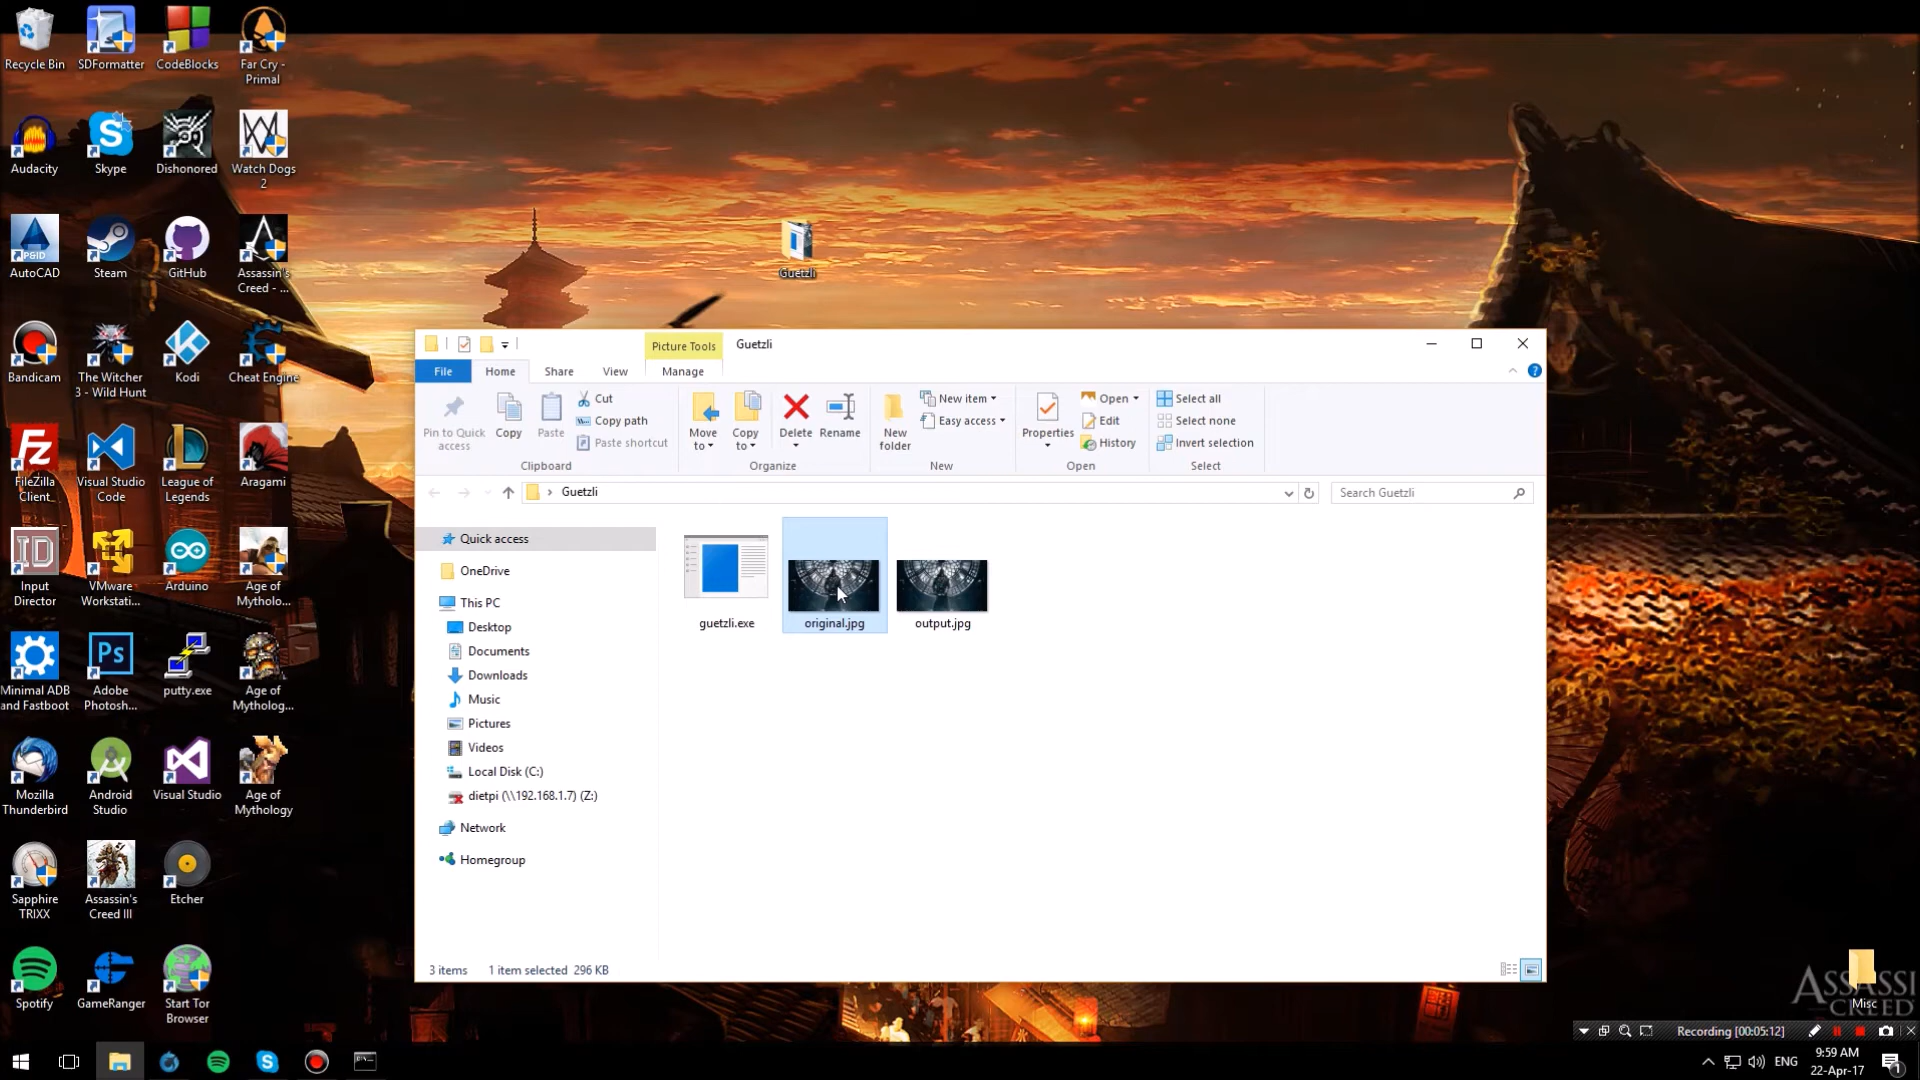 Recycle Bin
SDFormatter
CodeBlocks
Far Cry -
Primal
Audacity
Skype
Dishonored
Watch Dogs
2
AutoCAD
Steam
GitHub
Assassin's
Creed - ...
Bandicam
The Witcher
3 - Wild Hunt
Kodi
Cheat Engine
FileZilla
Client
Visual Studio
Code
League of
Legends
Aragami
Input
Director
VMware
Workstati...
Arduino
Age of
Mytholo...
Minimal ADB
and Fastboot
Adobe
Photosh...
putty.exe
Age of
Mytholog...
Mozilla
Thunderbird
Android
Studio
Visual Studio
Age of
Mythology
Sapphire
TRIXX
Assassin's
Creed III
Etcher
Spotify
GameRanger
Start Tor
Browser
Guetzli
Picture Tools
Guetzli
File
Home
Share
View
Manage
Pin to Quick
access
Copy
Paste
Cut
Copy path
Paste shortcut
Clipboard
Move
to
Copy
to
Delete
Rename
Organize
New
folder
New item
Easy access
New
Properties
Open
Edit
History
Open
Select all
Select none
Invert selection
Select
Guetzli
Search Guetzli
Quick access
OneDrive
This PC
Desktop
Documents
Downloads
Music
Pictures
Videos
Local Disk (C:)
dietpi (\\192.168.1.7) (Z:)
Network
Homegroup
guetzli.exe
original.jpg
output.jpg
3 items
1 item selected 296 KB
Misc
ASSASSI
CREED
Recording [00:05:12]
ENG
9:59 AM
22-Apr-17
1